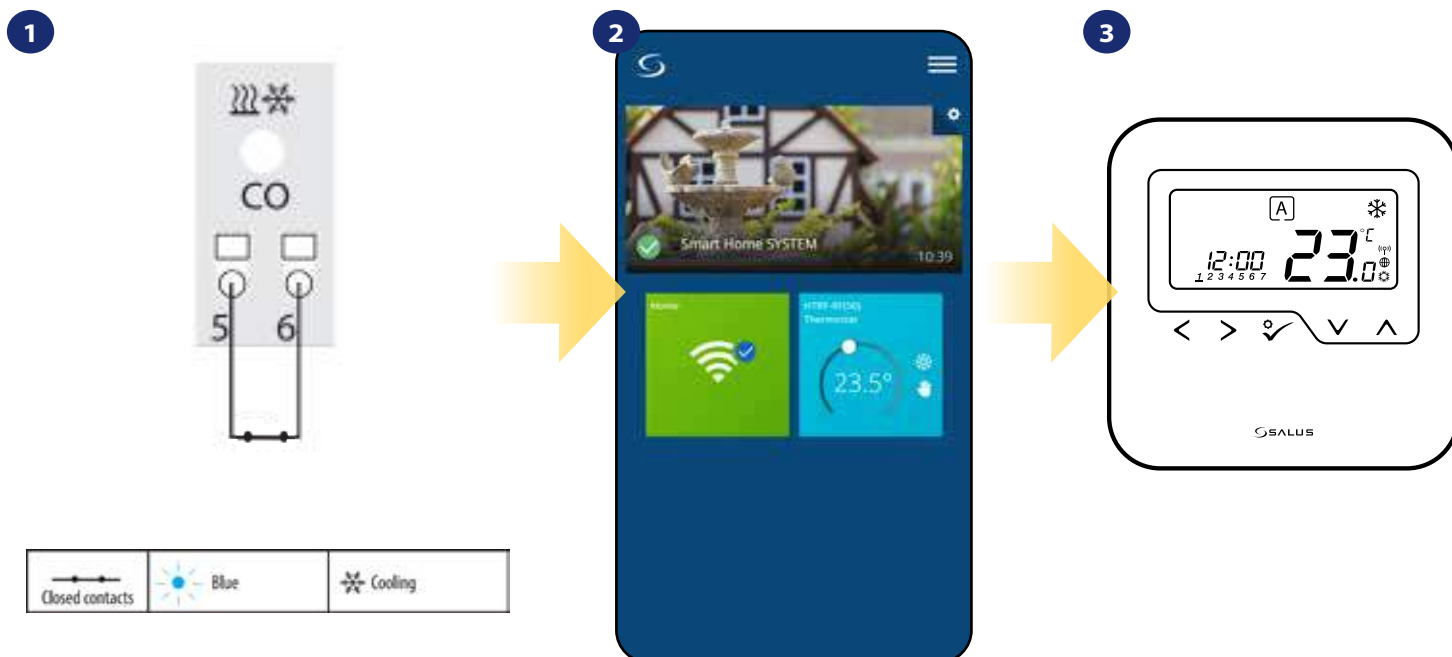 1
CO
5 6
Closed contacts
Blue
Cooling
2
Smart Home SYSTEM
10:39
Home
Thermostat
23.5°
3
A
12:00
1 2 3 4 5 6 7
23.0 °C
SALUS